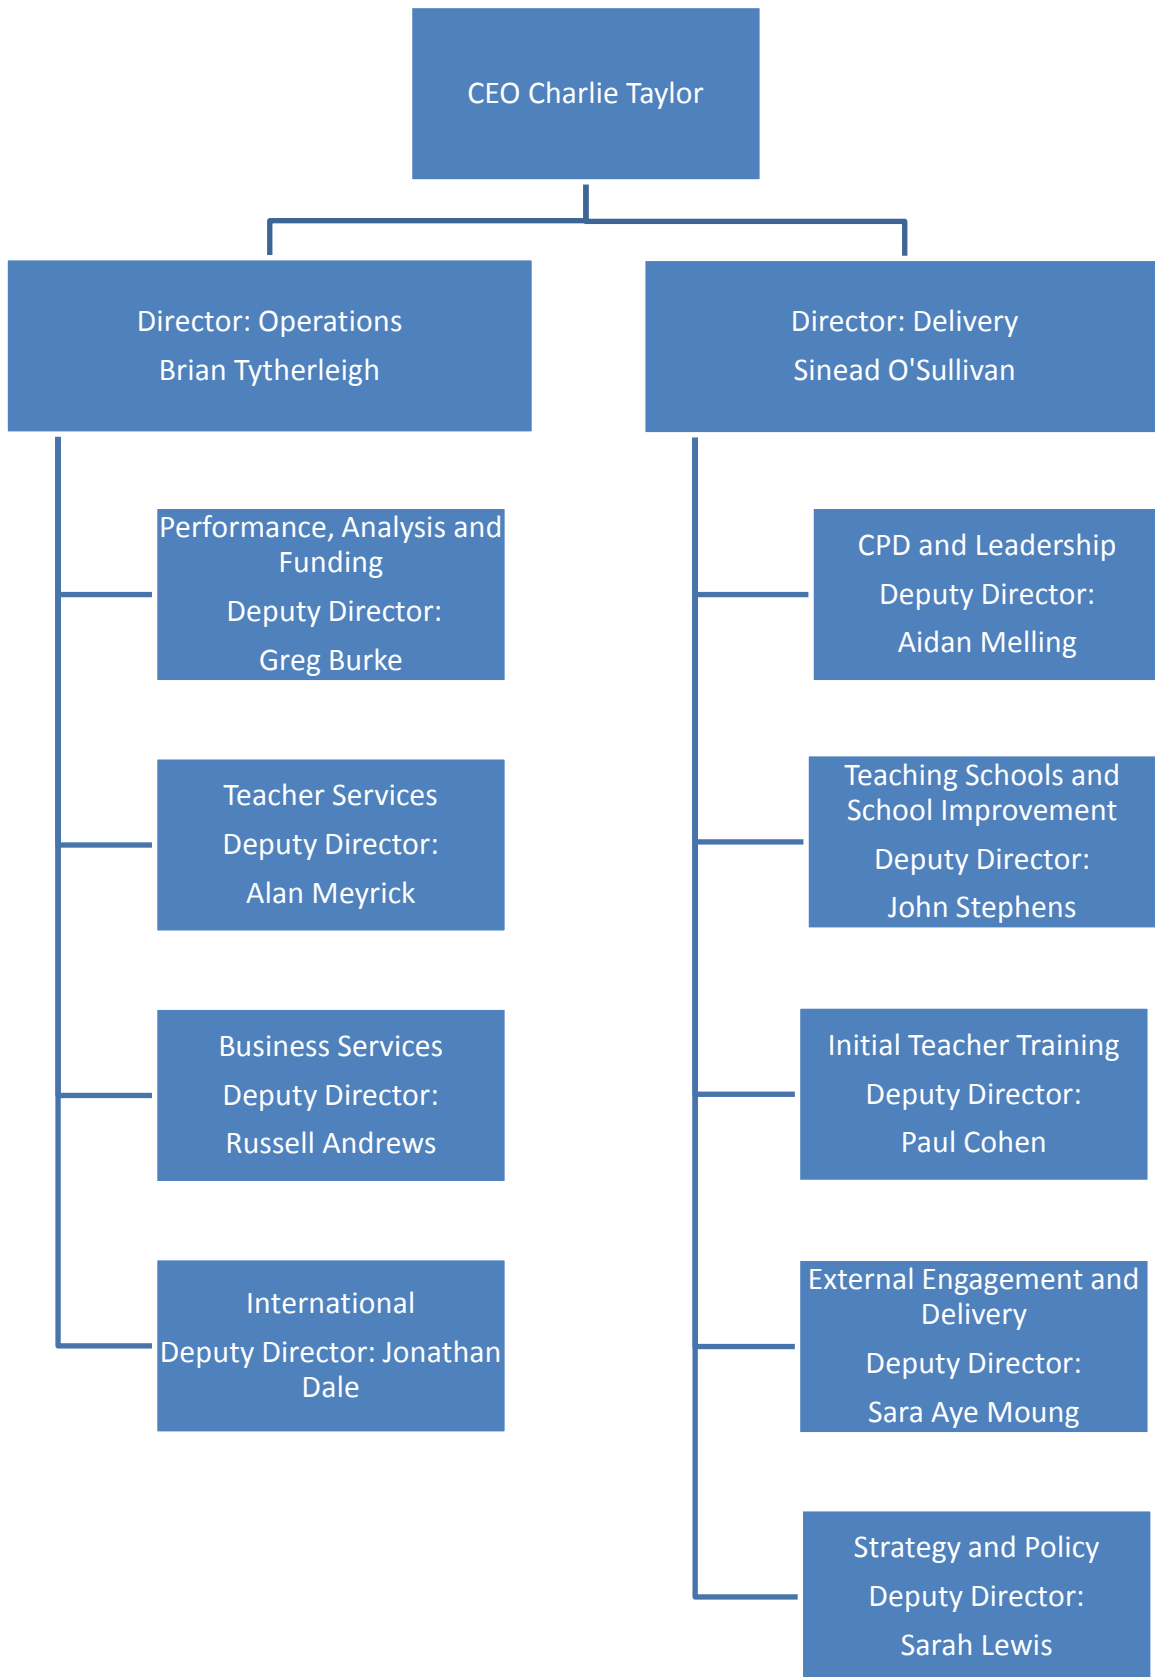 CEO Charlie Taylor
Director: Operations
Brian Tytherleigh
Performance, Analysis and
Funding
Deputy Director:
Greg Burke
Teacher Services
Deputy Director:
Alan Meyrick
Business Services
Deputy Director:
Russell Andrews
International
Deputy Director: Jonathan
Dale
Director: Delivery
Sinead O'Sullivan
CPD and Leadership
Deputy Director:
Aidan Melling
Teaching Schools and
School Improvement
Deputy Director:
John Stephens
Initial Teacher Training
Deputy Director:
Paul Cohen
External Engagement and
Delivery
Deputy Director:
Sara Aye Moung
Strategy and Policy
Deputy Director:
Sarah Lewis